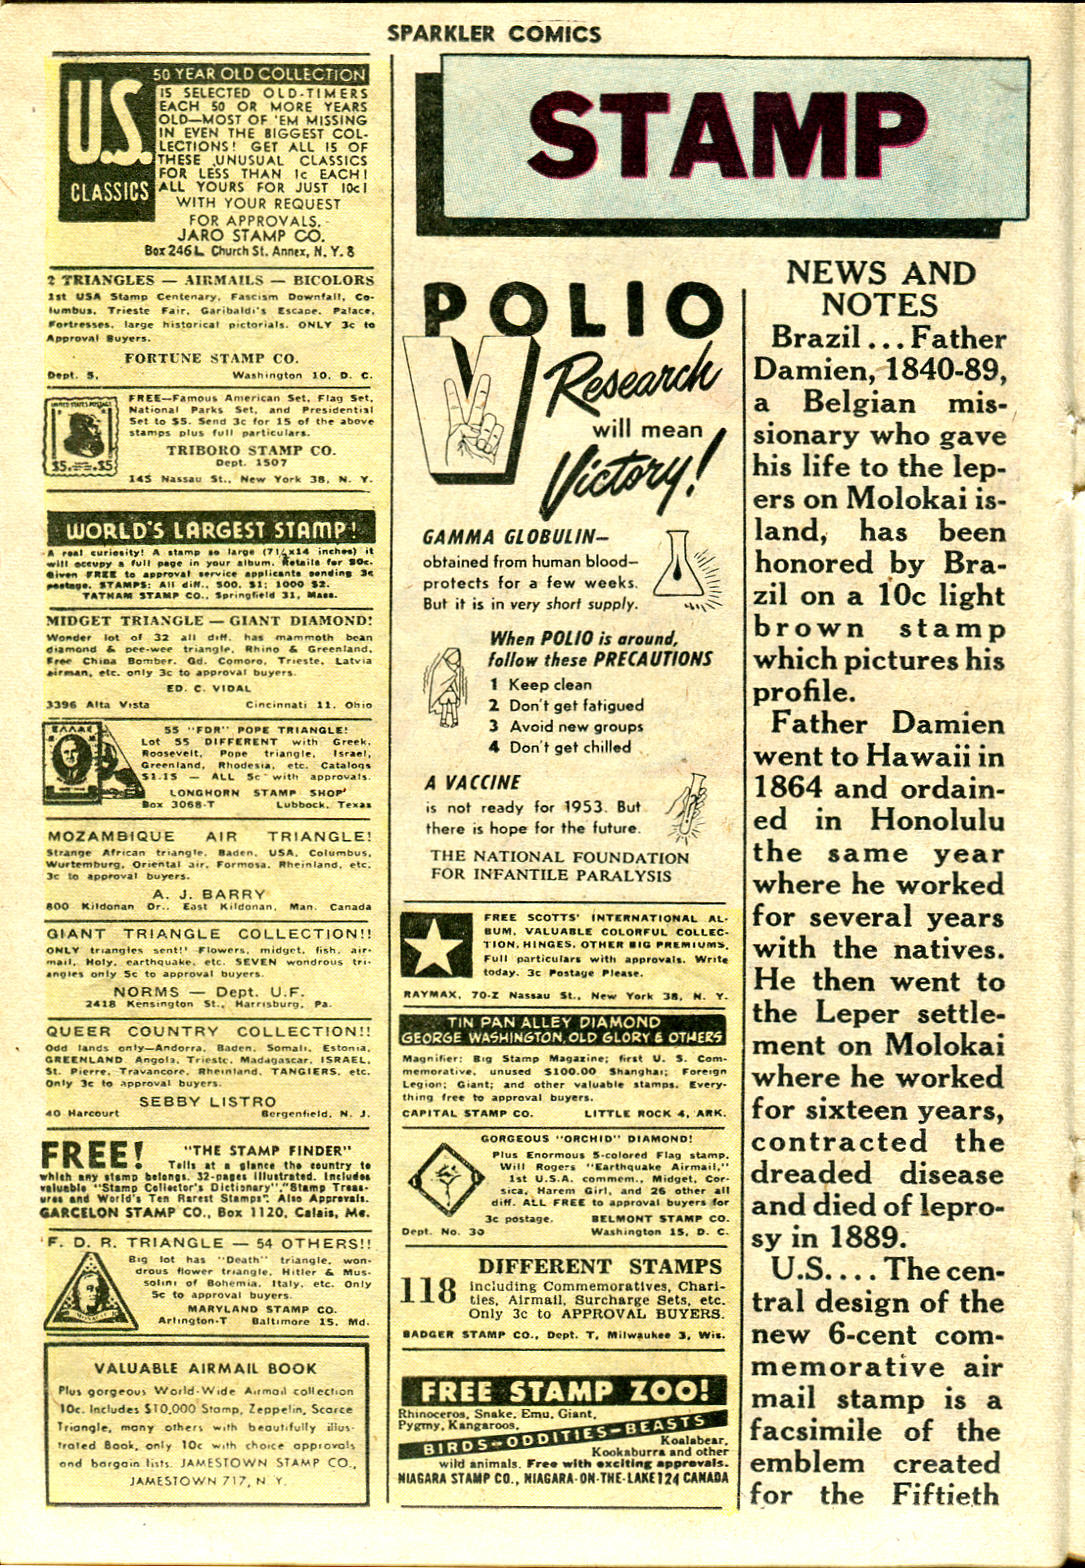 SPARKLER COMICS
U.S.
CLASSICS
50 YEAR OLD COLLECTION
IS SELECTED OLD-TIMERS
EACH 50 OR MORE YEARS
OLD—MOST OF 'EM MISSING
IN EVEN THE BIGGEST COL-
LECTIONS! GET ALL 15 OF
THESE UNUSUAL CLASSICS
FOR LESS THAN 1c EACH!
ALL YOURS FOR JUST 10c!
WITH YOUR REQUEST
FOR APPROVALS.
JARO STAMP CO.
Box 246L Church St. Annex, N. Y. 8
2 TRIANGLES — AIRMAILS — BICOLORS
1st USA Stamp Centenary, Fascism Downfall, Co-
lumbus, Trieste Fair, Garibaldi's Escape, Palace,
Fortresses, large historical pictorials. ONLY 3c to
Approval Buyers.
FORTUNE STAMP CO.
Dept. 5, Washington 10, D. C.
UNITED STATES POSTAGE
$5 $5
FREE—Famous American Set, Flag Set,
National Parks Set, and Presidential
Set to $5. Send 3c for 15 of the above
stamps plus full particulars.
TRIBORO STAMP CO.
Dept. 1507
145 Nassau St., New York 38, N. Y.
WORLD'S LARGEST STAMP!
A real curiosity! A stamp so large (7½x14 inches) it
will occupy a full page in your album. Retails for 50c.
Given FREE to approval service applicants sending 3c
postage. STAMPS: All diff., 500, $1; 1000 $2.
TATHAM STAMP CO., Springfield 31, Mass.
MIDGET TRIANGLE — GIANT DIAMOND!
Wonder lot of 32 all diff. has mammoth bean
diamond & pee-wee triangle, Rhino & Greenland,
Free China Bomber. Gd. Comoro, Trieste, Latvia
airman, etc. only 3c to approval buyers.
ED. C. VIDAL
3396 Alta Vista Cincinnati 11, Ohio
ΕΛΛΑΣ
55 "FDR" POPE TRIANGLE!
Lot 55 DIFFERENT with Greek,
Roosevelt, Pope triangle, Israel,
Greenland, Rhodesia, etc. Catalogs
$1.15 — ALL 5c with approvals.
LONGHORN STAMP SHOP
Box 3068-T Lubbock, Texas
MOZAMBIQUE AIR TRIANGLE!
Strange African triangle, Baden, USA, Columbus,
Wurtemburg, Oriental air, Formosa, Rheinland, etc.
3c to approval buyers.
A. J. BARRY
800 Kildonan Dr., East Kildonan, Man. Canada
GIANT TRIANGLE COLLECTION!!
ONLY triangles sent!! Flowers, midget, fish, air-
mail, Holy, earthquake, etc. SEVEN wondrous tri-
angles only 5c to approval buyers.
NORMS — Dept. U.F.
2418 Kensington St., Harrisburg, Pa.
QUEER COUNTRY COLLECTION!!
Odd lands only—Andorra, Baden, Somali, Estonia,
GREENLAND, Angola, Trieste, Madagascar, ISRAEL,
St. Pierre, Travancore, Rheinland, TANGIERS, etc.
Only 3c to approval buyers.
SEBBY LISTRO
40 Harcourt Bergenfield, N. J.
FREE! "THE STAMP FINDER"
Tells at a glance the country to
which any stamp belongs. 32-pages Illustrated. Includes
valuable "Stamp Collector's Dictionary", "Stamp Treas-
ures and World's Ten Rarest Stamps". Also Approvals.
GARCELON STAMP CO., Box 1120, Calais, Me.
F. D. R. TRIANGLE — 54 OTHERS!!
Big lot has "Death" triangle, won-
drous flower triangle, Hitler & Mus-
solini of Bohemia, Italy, etc. Only
5c to approval buyers.
MARYLAND STAMP CO.
Arlington-T Baltimore 15, Md.
VALUABLE AIRMAIL BOOK
Plus gorgeous World-Wide Airmail collection
10c. Includes $10,000 Stamp, Zeppelin, Scarce
Triangle, many others with beautifully illus-
trated Book, only 10c with choice approvals
and bargain lists. JAMESTOWN STAMP CO.,
JAMESTOWN 717, N. Y.
STAMP
POLIO
Research
will mean
Victory!
GAMMA GLOBULIN—
obtained from human blood—
protects for a few weeks.
But it is in very short supply.
When POLIO is around,
follow these PRECAUTIONS
1 Keep clean
2 Don't get fatigued
3 Avoid new groups
4 Don't get chilled
A VACCINE
is not ready for 1953. But
there is hope for the future.
THE NATIONAL FOUNDATION
FOR INFANTILE PARALYSIS
FREE SCOTTS' INTERNATIONAL AL-
BUM, VALUABLE COLORFUL COLLEC-
TION, HINGES, OTHER BIG PREMIUMS.
Full particulars with approvals. Write
today. 3c Postage Please.
RAYMAX, 70-Z Nassau St., New York 38, N. Y.
TIN PAN ALLEY DIAMOND
GEORGE WASHINGTON, OLD GLORY & OTHERS
Magnifier; Big Stamp Magazine; first U. S. Com-
memorative, unused $100.00 Shanghai; Foreign
Legion; Giant; and other valuable stamps. Every-
thing free to approval buyers.
CAPITAL STAMP CO. LITTLE ROCK 4, ARK.
GORGEOUS "ORCHID" DIAMOND!
Plus Enormous 5-colored Flag stamp,
Will Rogers "Earthquake Airmail,"
1st U.S.A. comem., Midget, Cor-
sica, Harem Girl, and 26 other all
diff. ALL FREE to approval buyers for
3c postage. BELMONT STAMP CO.
Dept. No. 30 Washington 15, D. C.
118 DIFFERENT STAMPS
including Commemoratives, Chari-
ties, Airmail, Surcharge Sets, etc.
Only 3c to APPROVAL BUYERS.
BADGER STAMP CO., Dept. T, Milwaukee 3, Wis.
FREE STAMP ZOO!
Rhinoceros, Snake, Emu, Giant,
Pygmy, Kangaroos,
BIRDS—ODDITIES—BEASTS
Koalabear,
Kookaburra and other
wild animals. Free with exciting approvals.
NIAGARA STAMP CO., NIAGARA-ON-THE-LAKE 124 CANADA
NEWS AND
NOTES
Brazil . . . Father
Damien, 1840-89,
a Belgian mis-
sionary who gave
his life to the lep-
ers on Molokai is-
land, has been
honored by Bra-
zil on a 10c light
brown stamp
which pictures his
profile.
Father Damien
went to Hawaii in
1864 and ordain-
ed in Honolulu
the same year
where he worked
for several years
with the natives.
He then went to
the Leper settle-
ment on Molokai
where he worked
for sixteen years,
contracted the
dreaded disease
and died of lepro-
sy in 1889.
U.S. . . . The cen-
tral design of the
new 6-cent com-
memorative air
mail stamp is a
facsimile of the
emblem created
for the Fiftieth